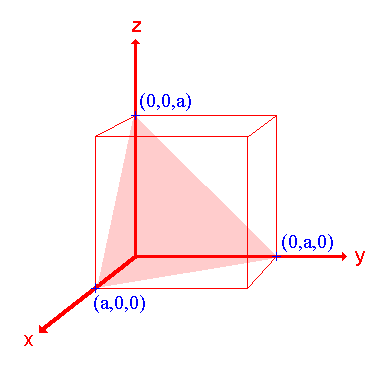 z
(0,0,a)
(0,a,0)
y
(a,0,0)
x